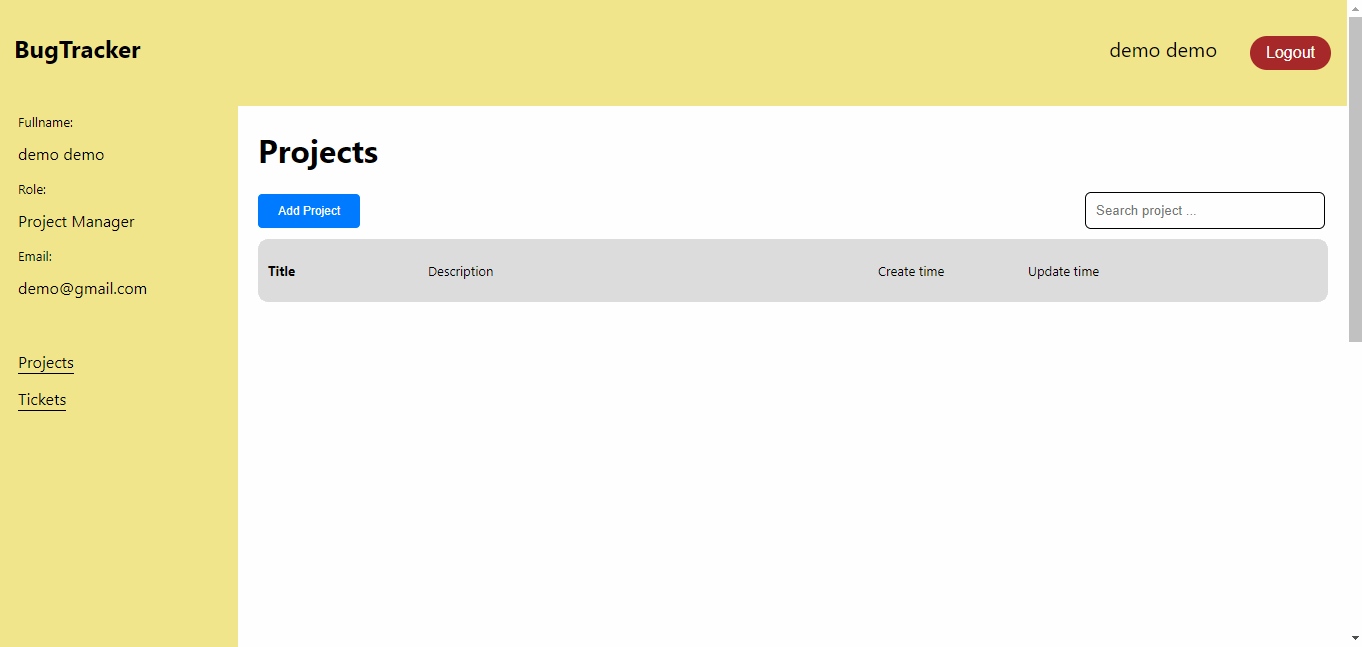 BugTracker
demo demo
Logout
Fullname:
demo demo
Role:
Project Manager
Email:
demo@gmail.com
Projects
Tickets
Projects
Add Project
Search project ...
Title Description Create time Update time